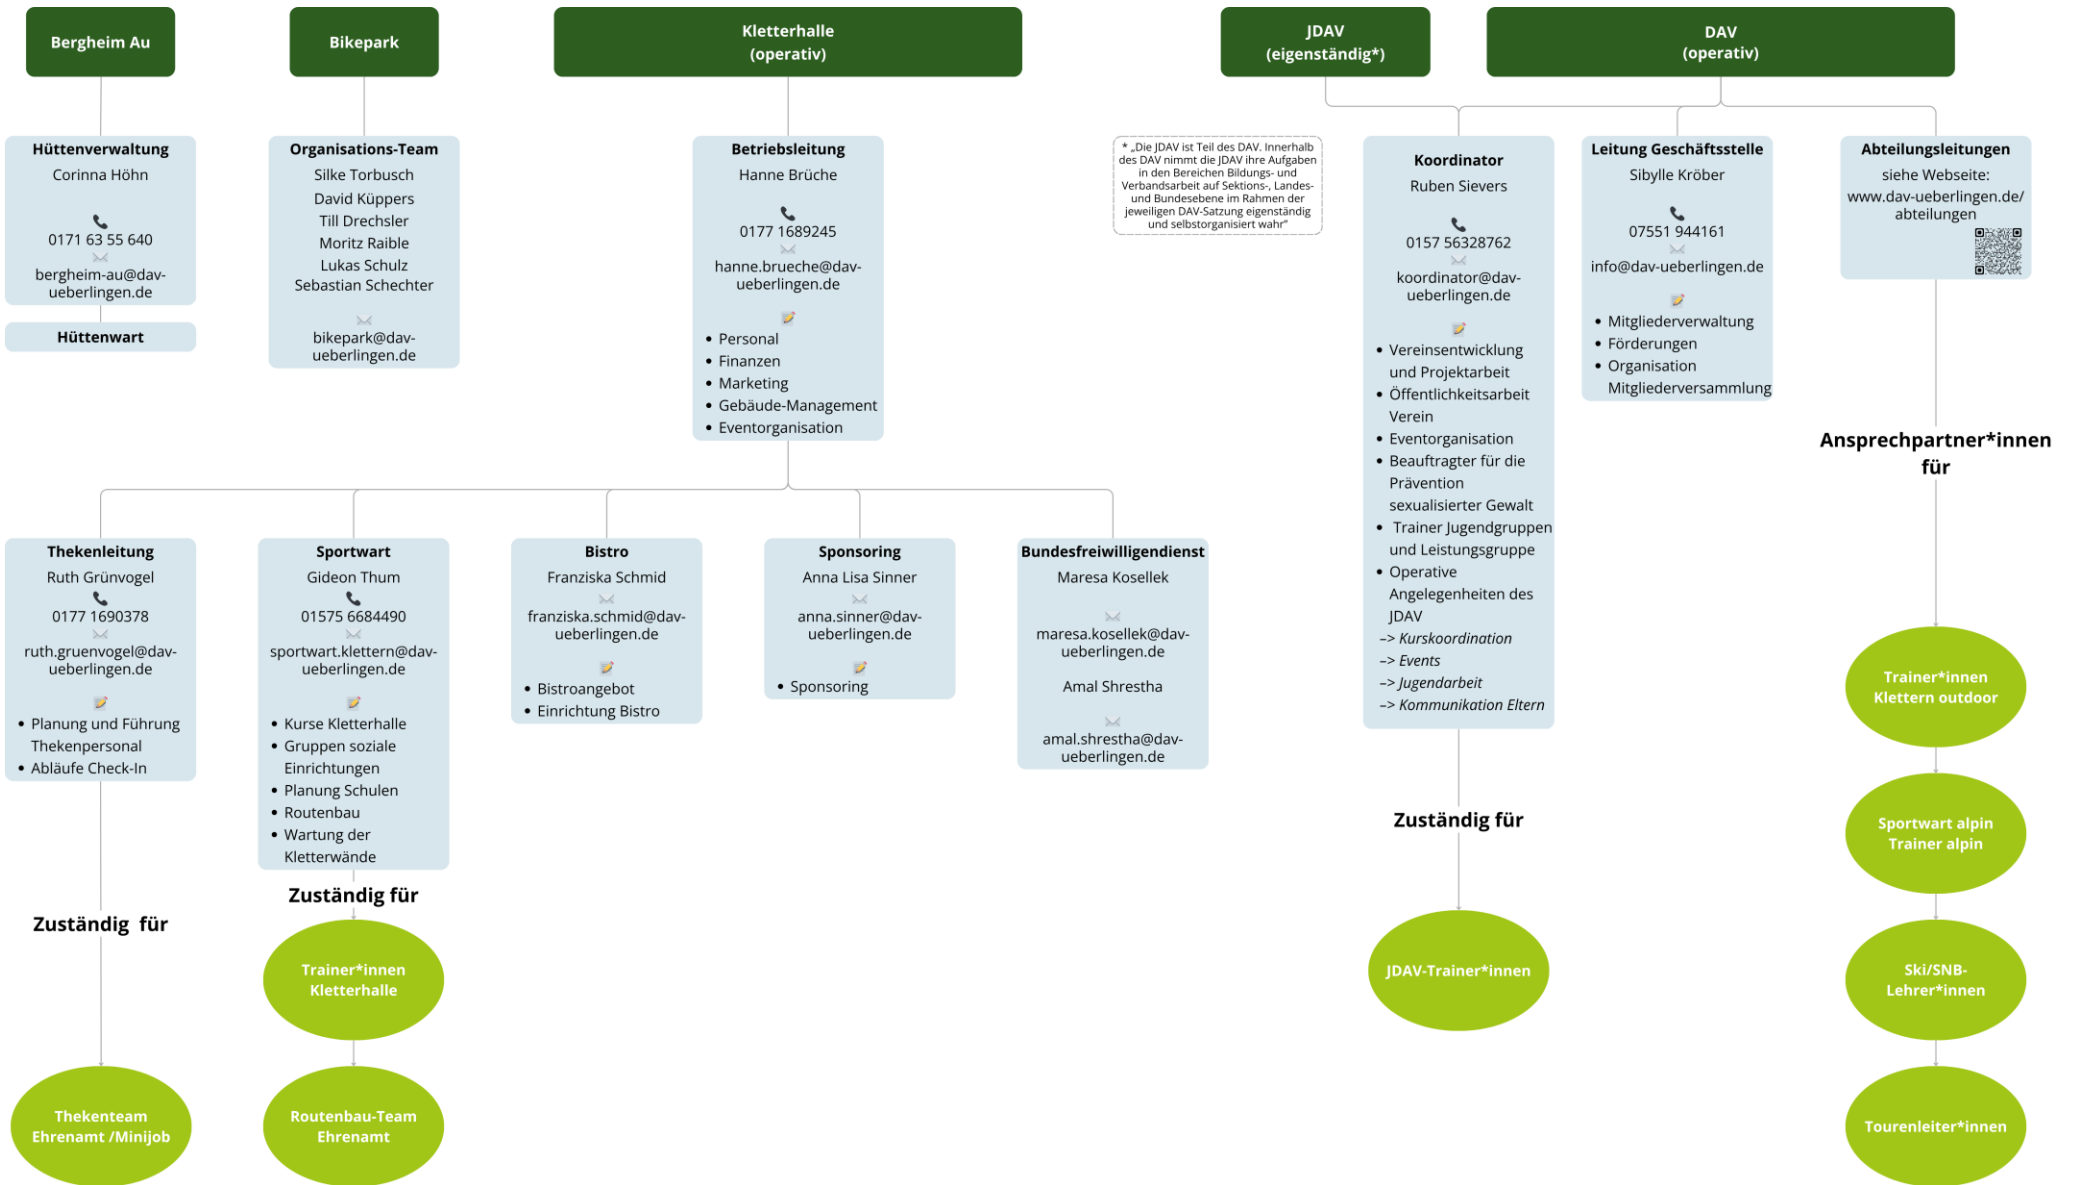 Bergheim Au
Bikepark
Kletterhalle
(operativ)
JDAV
(eigenständig*)
DAV
(operativ)
Hüttenverwaltung
Corinna Höhn
0171 63 55 640
bergheim-au@dav-
ueberlingen.de
Hüttenwart
Organisations-Team
Silke Torbusch
David Küppers
Till Drechsler
Moritz Raible
Lukas Schulz
Sebastian Schechter
bikepark@dav-
ueberlingen.de
Betriebsleitung
Hanne Brüche
0177 1689245
hanne.brueche@dav-
ueberlingen.de
• Personal
• Finanzen
• Marketing
• Gebäude-Management
• Eventorganisation
* „Die JDAV ist Teil des DAV. Innerhalb
des DAV nimmt die JDAV ihre Aufgaben
in den Bereichen Bildungs- und
Verbandsarbeit auf Sektions-, Landes-
und Bundesebene im Rahmen der
jeweiligen DAV-Satzung eigenständig
und selbstorganisiert wahr“
Koordinator
Ruben Sievers
0157 56328762
koordinator@dav-
ueberlingen.de
• Vereinsentwicklung
und Projektarbeit
• Öffentlichkeitsarbeit
Verein
• Eventorganisation
• Beauftragter für die
Prävention
sexualisierter Gewalt
• Trainer Jugendgruppen
und Leistungsgruppe
• Operative
Angelegenheiten des
JDAV
–> Kurskoordination
–> Events
–> Jugendarbeit
–> Kommunikation Eltern
Leitung Geschäftsstelle
Sibylle Kröber
07551 944161
info@dav-ueberlingen.de
• Mitgliederverwaltung
• Förderungen
• Organisation
Mitgliederversammlung
Abteilungsleitungen
siehe Webseite:
www.dav-ueberlingen.de/
abteilungen
Ansprechpartner*innen
für
Thekenleitung
Ruth Grünvogel
0177 1690378
ruth.gruenvogel@dav-
ueberlingen.de
• Planung und Führung
Thekenpersonal
• Abläufe Check-In
Zuständig für
Thekenteam
Ehrenamt /Minijob
Sportwart
Gideon Thum
01575 6684490
sportwart.klettern@dav-
ueberlingen.de
• Kurse Kletterhalle
• Gruppen soziale
Einrichtungen
• Planung Schulen
• Routenbau
• Wartung der
Kletterwände
Zuständig für
Trainer*innen
Kletterhalle
Routenbau-Team
Ehrenamt
Bistro
Franziska Schmid
franziska.schmid@dav-
ueberlingen.de
• Bistroangebot
• Einrichtung Bistro
Sponsoring
Anna Lisa Sinner
anna.sinner@dav-
ueberlingen.de
• Sponsoring
Bundesfreiwilligendienst
Maresa Kosellek
maresa.kosellek@dav-
ueberlingen.de
Amal Shrestha
amal.shrestha@dav-
ueberlingen.de
Zuständig für
JDAV-Trainer*innen
Trainer*innen
Klettern outdoor
Sportwart alpin
Trainer alpin
Ski/SNB-
Lehrer*innen
Tourenleiter*innen